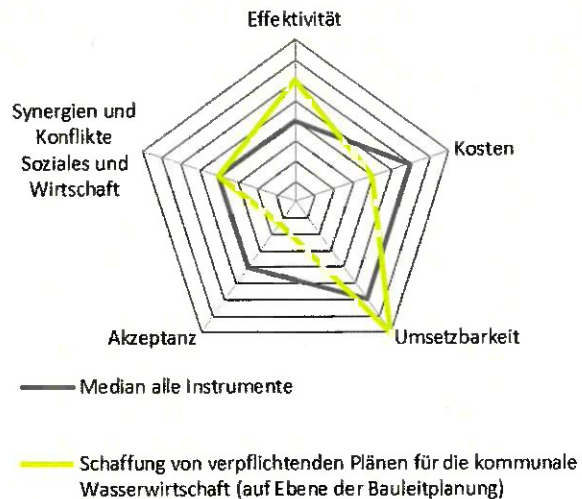 Effektivität
Synergien und
Konflikte
Soziales und
Wirtschaft
Kosten
Akzeptanz
Umsetzbarkeit
Median alle Instrumente
Schaffung von verpflichtenden Plänen für die kommunale
Wasserwirtschaft (auf Ebene der Bauleitplanung)